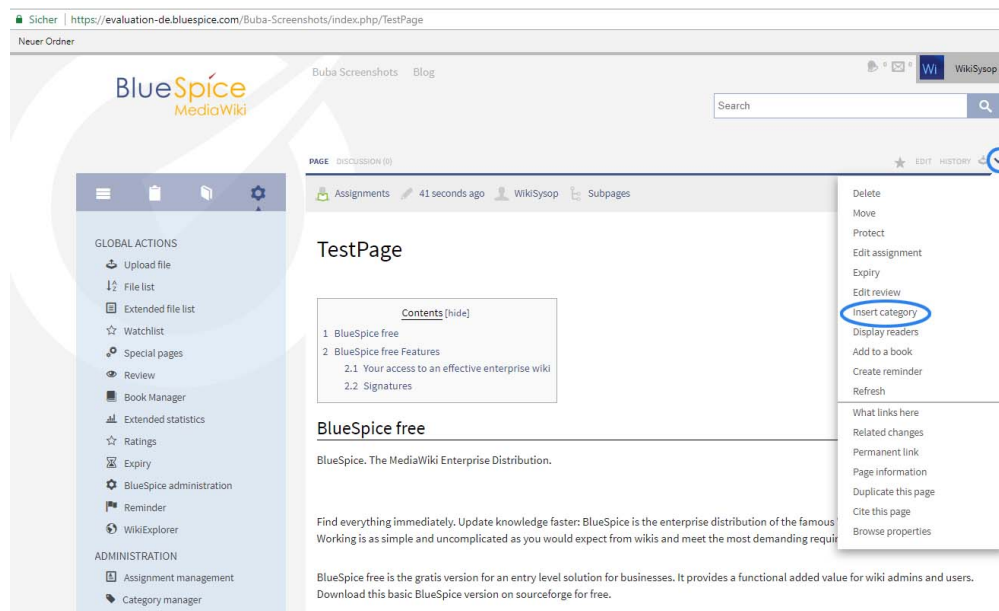 Sicher | https://evaluation-de.bluespice.com/Buba-Screenshots/index.php/TestPage
Neuer Ordner
BlueSpice
MediaWiki
Buba Screenshots Blog
Wi WikiSysop
Search
PAGE DISCUSSION (0)
EDIT HISTORY
Assignments 41 seconds ago WikiSysop Subpages
GLOBAL ACTIONS
Upload file
File list
Extended file list
Watchlist
Special pages
Review
Book Manager
Extended statistics
Ratings
Expiry
BlueSpice administration
Reminder
WikiExplorer
ADMINISTRATION
Assignment management
Category manager
TestPage
Contents [hide]
1 BlueSpice free
2 BlueSpice free Features
2.1 Your access to an effective enterprise wiki
2.2 Signatures
BlueSpice free
BlueSpice. The MediaWiki Enterprise Distribution.
Find everything immediately. Update knowledge faster: BlueSpice is the enterprise distribution of the famous
Working is as simple and uncomplicated as you would expect from wikis and meet the most demanding
BlueSpice free is the gratis version for an entry level solution for businesses. It provides a functional added value for wiki admins and users.
Download this basic BlueSpice version on sourceforge for free.
Delete
Move
Protect
Edit assignment
Expiry
Edit review
Insert category
Display readers
Add to a book
Create reminder
Refresh
What links here
Related changes
Permanent link
Page information
Duplicate this page
Cite this page
Browse properties